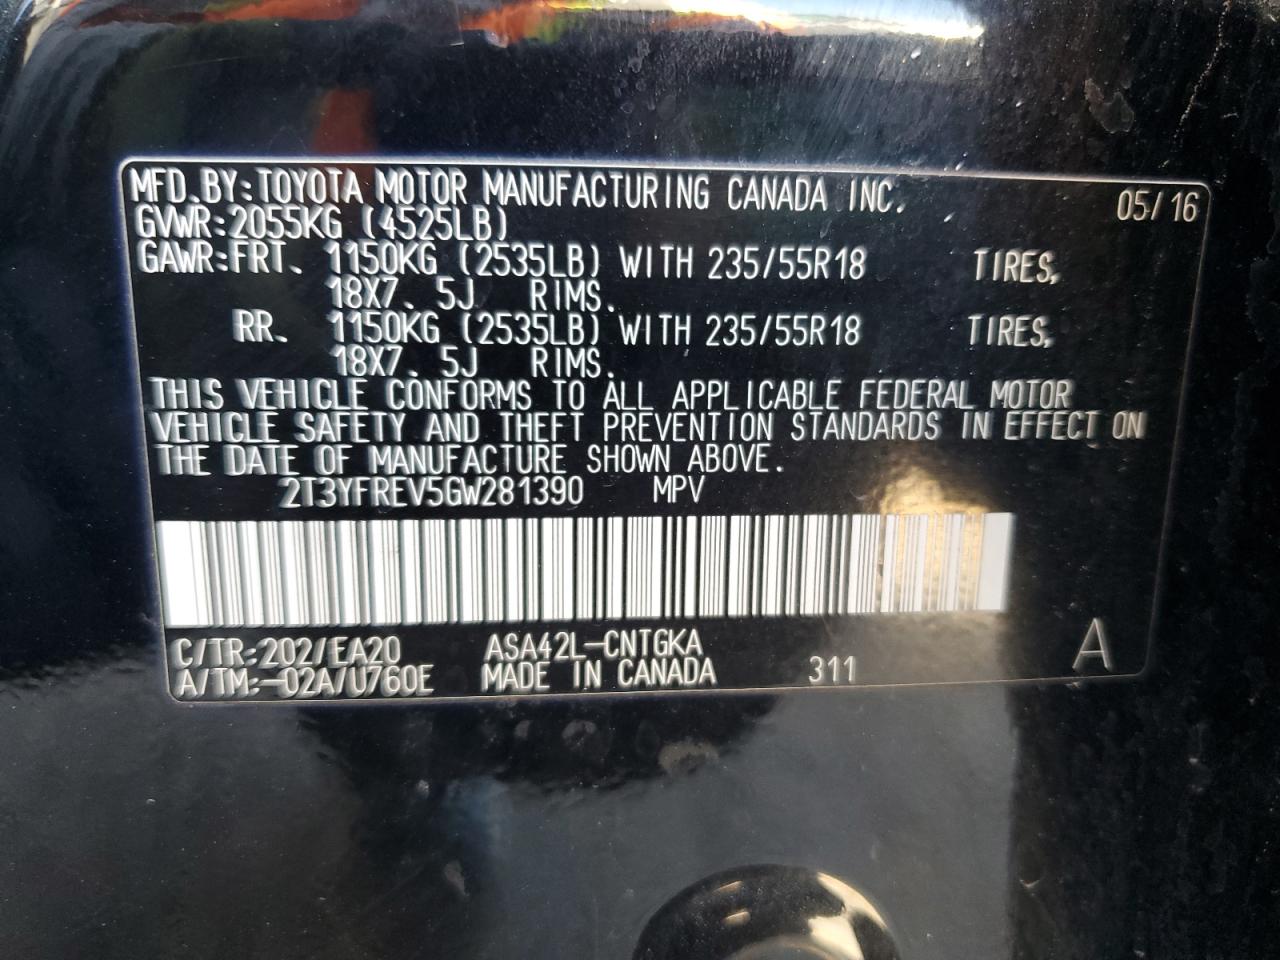 MFD.BY:TOYOTA MOTOR MANUFACTURING CANADA INC. 05/16
GVWR:2055KG (4525LB)
GAWR:FRT. 1150KG (2535LB) WITH 235/55R18 TIRES,
18X7.5J RIMS.
RR. 1150KG (2535LB) WITH 235/55R18 TIRES,
18X7.5J RIMS.
THIS VEHICLE CONFORMS TO ALL APPLICABLE FEDERAL MOTOR
VEHICLE SAFETY AND THEFT PREVENTION STANDARDS IN EFFECT ON
THE DATE OF MANUFACTURE SHOWN ABOVE.
2T3YFREV5GW281390 MPV
C/TR:202/EA20 ASA42L-CNTGKA A
A/TM:-02A/U760E MADE IN CANADA 311